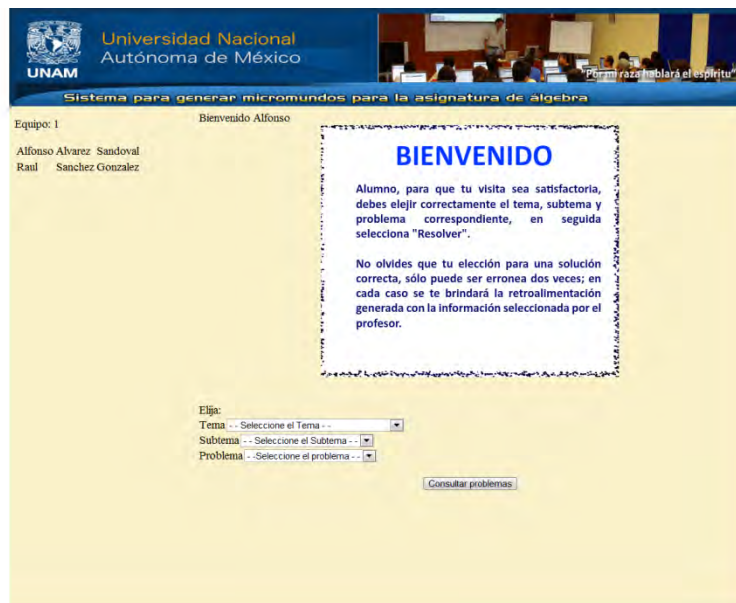 UNAM
Universidad Nacional
Autónoma de México
"Por mi raza hablará el espíritu"
Sistema para generar micromundos para la asignatura de álgebra
Equipo: 1
Alfonso Alvarez Sandoval
Raul Sanchez Gonzalez
Bienvenido Alfonso
BIENVENIDO
Alumno, para que tu visita sea satisfactoria,
debes elejir correctamente el tema, subtema y
problema correspondiente, en seguida
selecciona "Resolver".
No olvides que tu elección para una solución
correcta, sólo puede ser erronea dos veces; en
cada caso se te brindará la retroalimentación
generada con la información seleccionada por el
profesor.
Elija:
Tema - - Seleccione el Tema - -
Subtema - - Seleccione el Subtema - -
Problema - -Seleccione el problema - -
Consultar problemas